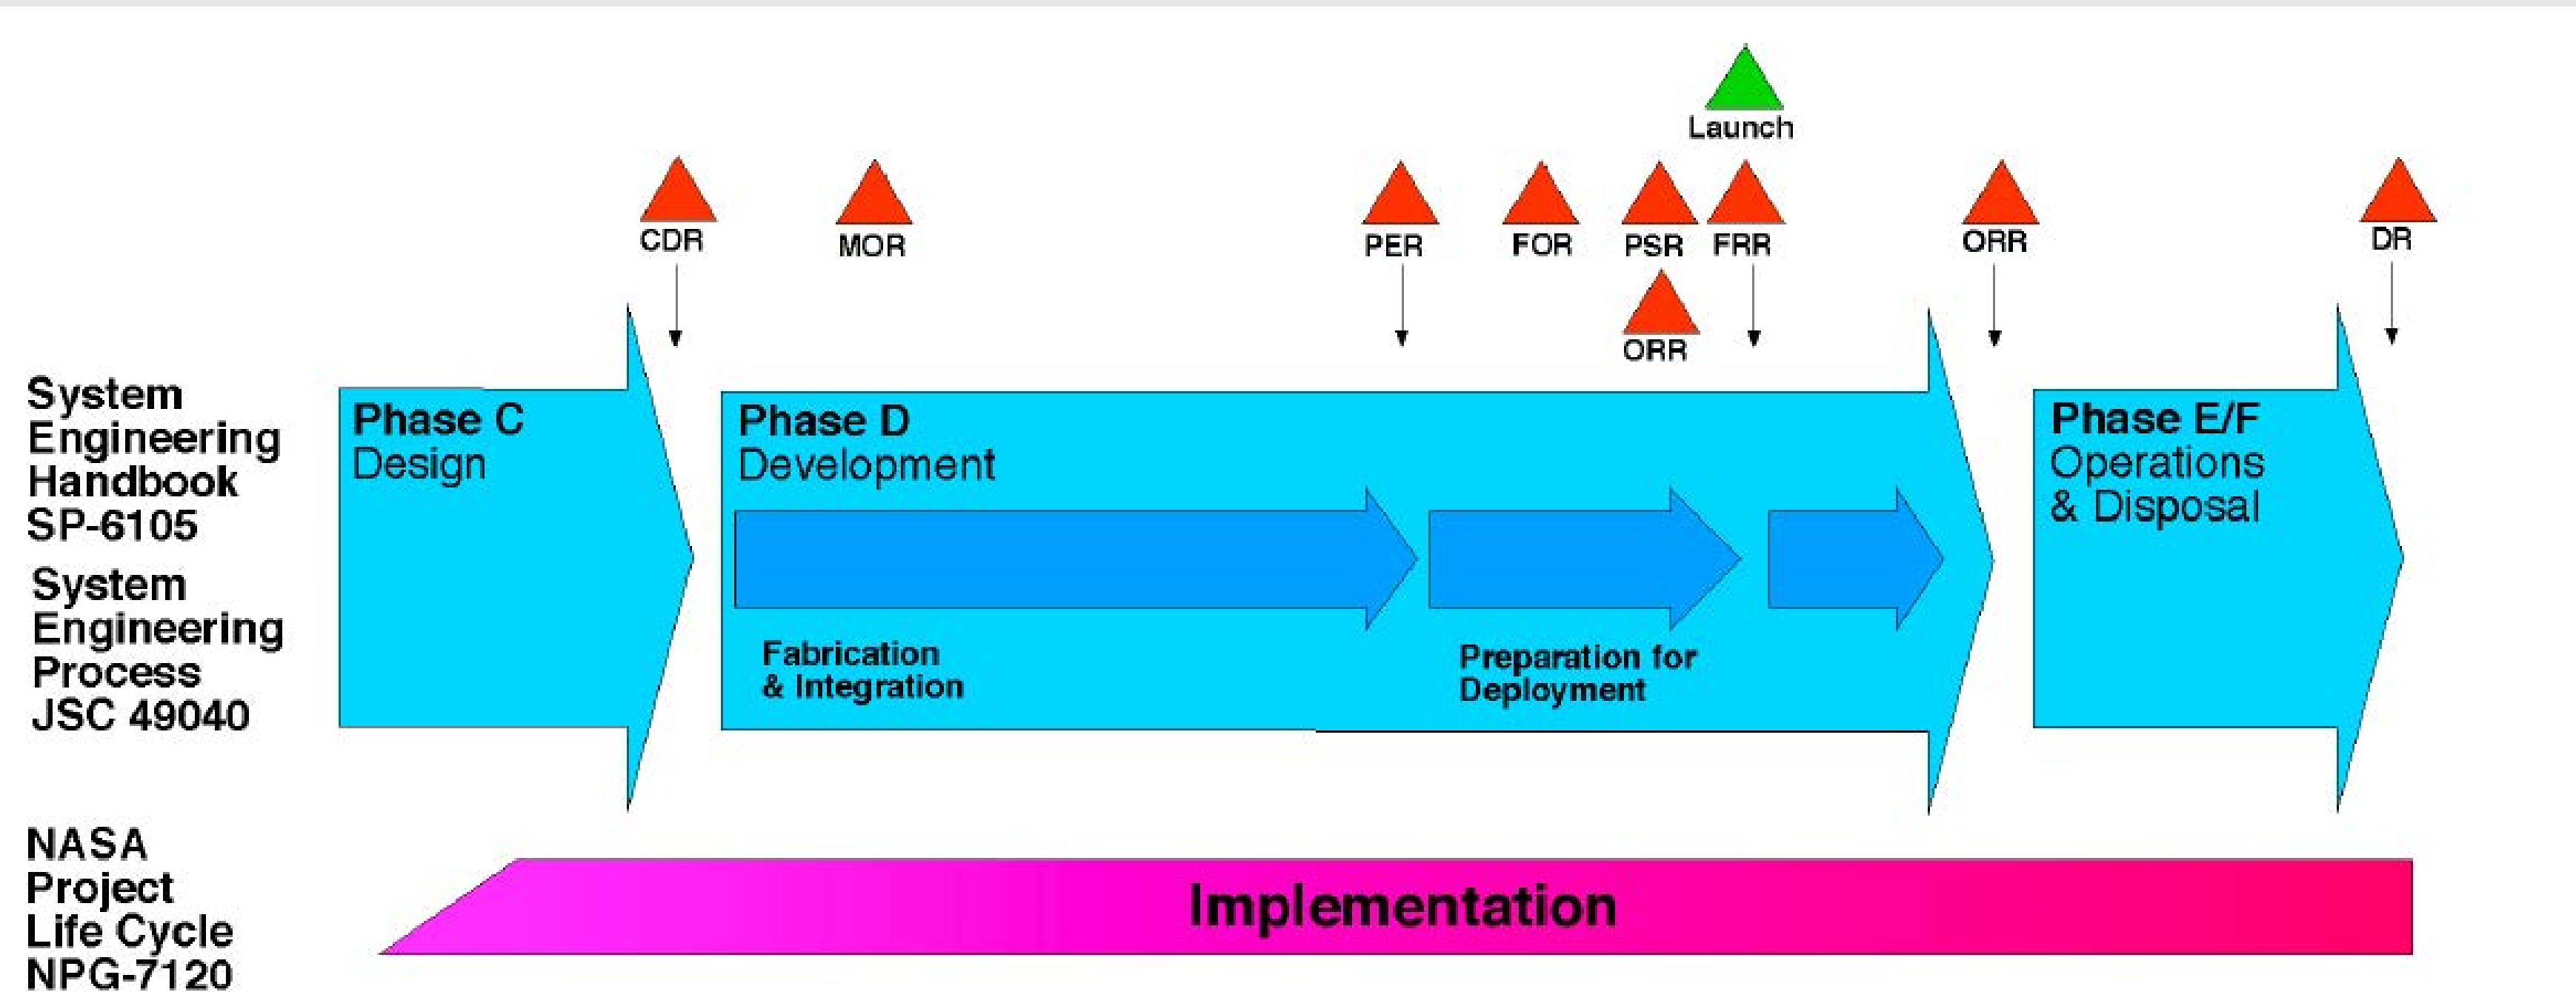 Launch
CDR
MOR
PER
FOR
PSR
FRR
ORR
DR
ORR
System
Engineering
Handbook
SP-6105
System
Engineering
Process
JSC 49040
Phase C
Design
Phase D
Development
Fabrication
& Integration
Preparation for
Deployment
Phase E/F
Operations
& Disposal
NASA
Project
Life Cycle
NPG-7120
Implementation